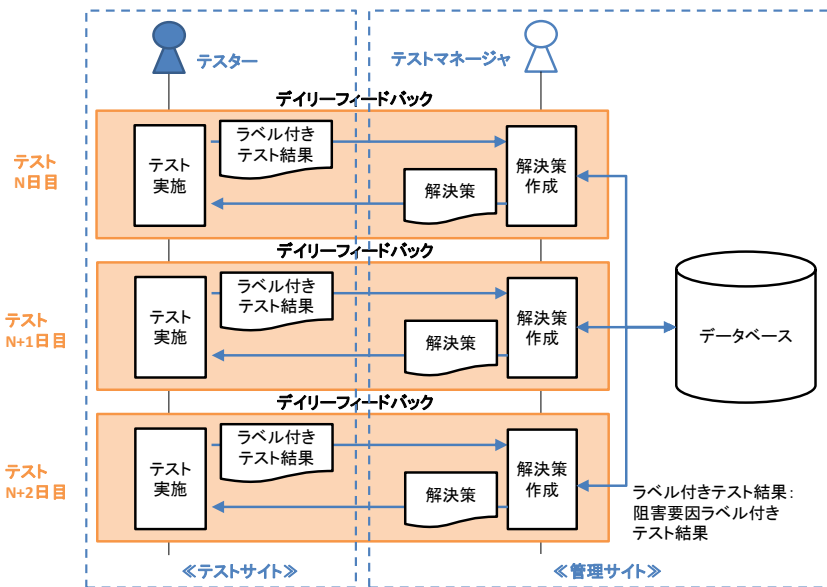 テスター
テストマネージャ
デイリーフィードバック
テスト
N日目
テスト
実施
ラベル付き
テスト結果
解決策
解決策
作成
デイリーフィードバック
テスト
N+1日目
テスト
実施
ラベル付き
テスト結果
解決策
解決策
作成
データベース
デイリーフィードバック
テスト
N+2日目
テスト
実施
ラベル付き
テスト結果
解決策
解決策
作成
ラベル付きテスト結果：
阻害要因ラベル付き
テスト結果
≪テストサイト≫
≪管理サイト≫